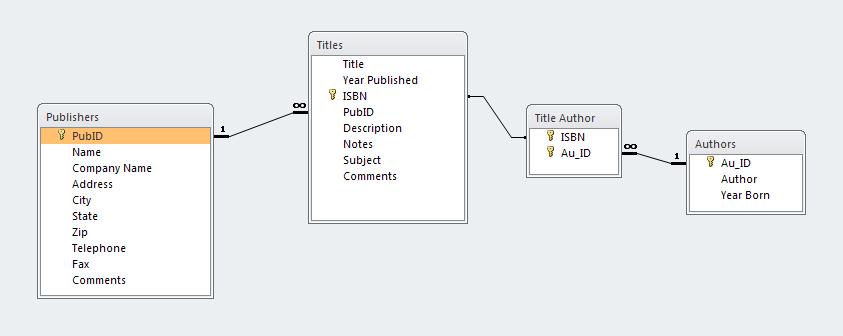 Publishers
PubID
Name
Company Name
Address
City
State
Zip
Telephone
Fax
Comments
1
∞
Titles
Title
Year Published
ISBN
PubID
Description
Notes
Subject
Comments
Title Author
ISBN
Au_ID
∞
1
Authors
Au_ID
Author
Year Born